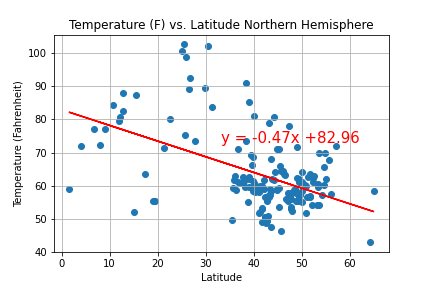 Temperature (F) vs. Latitude Northern Hemisphere
Temperature (Fahrenheit)
100
90
80
70
60
50
40
y = -0.47x +82.96
0 10 20 30 40 50 60
Latitude